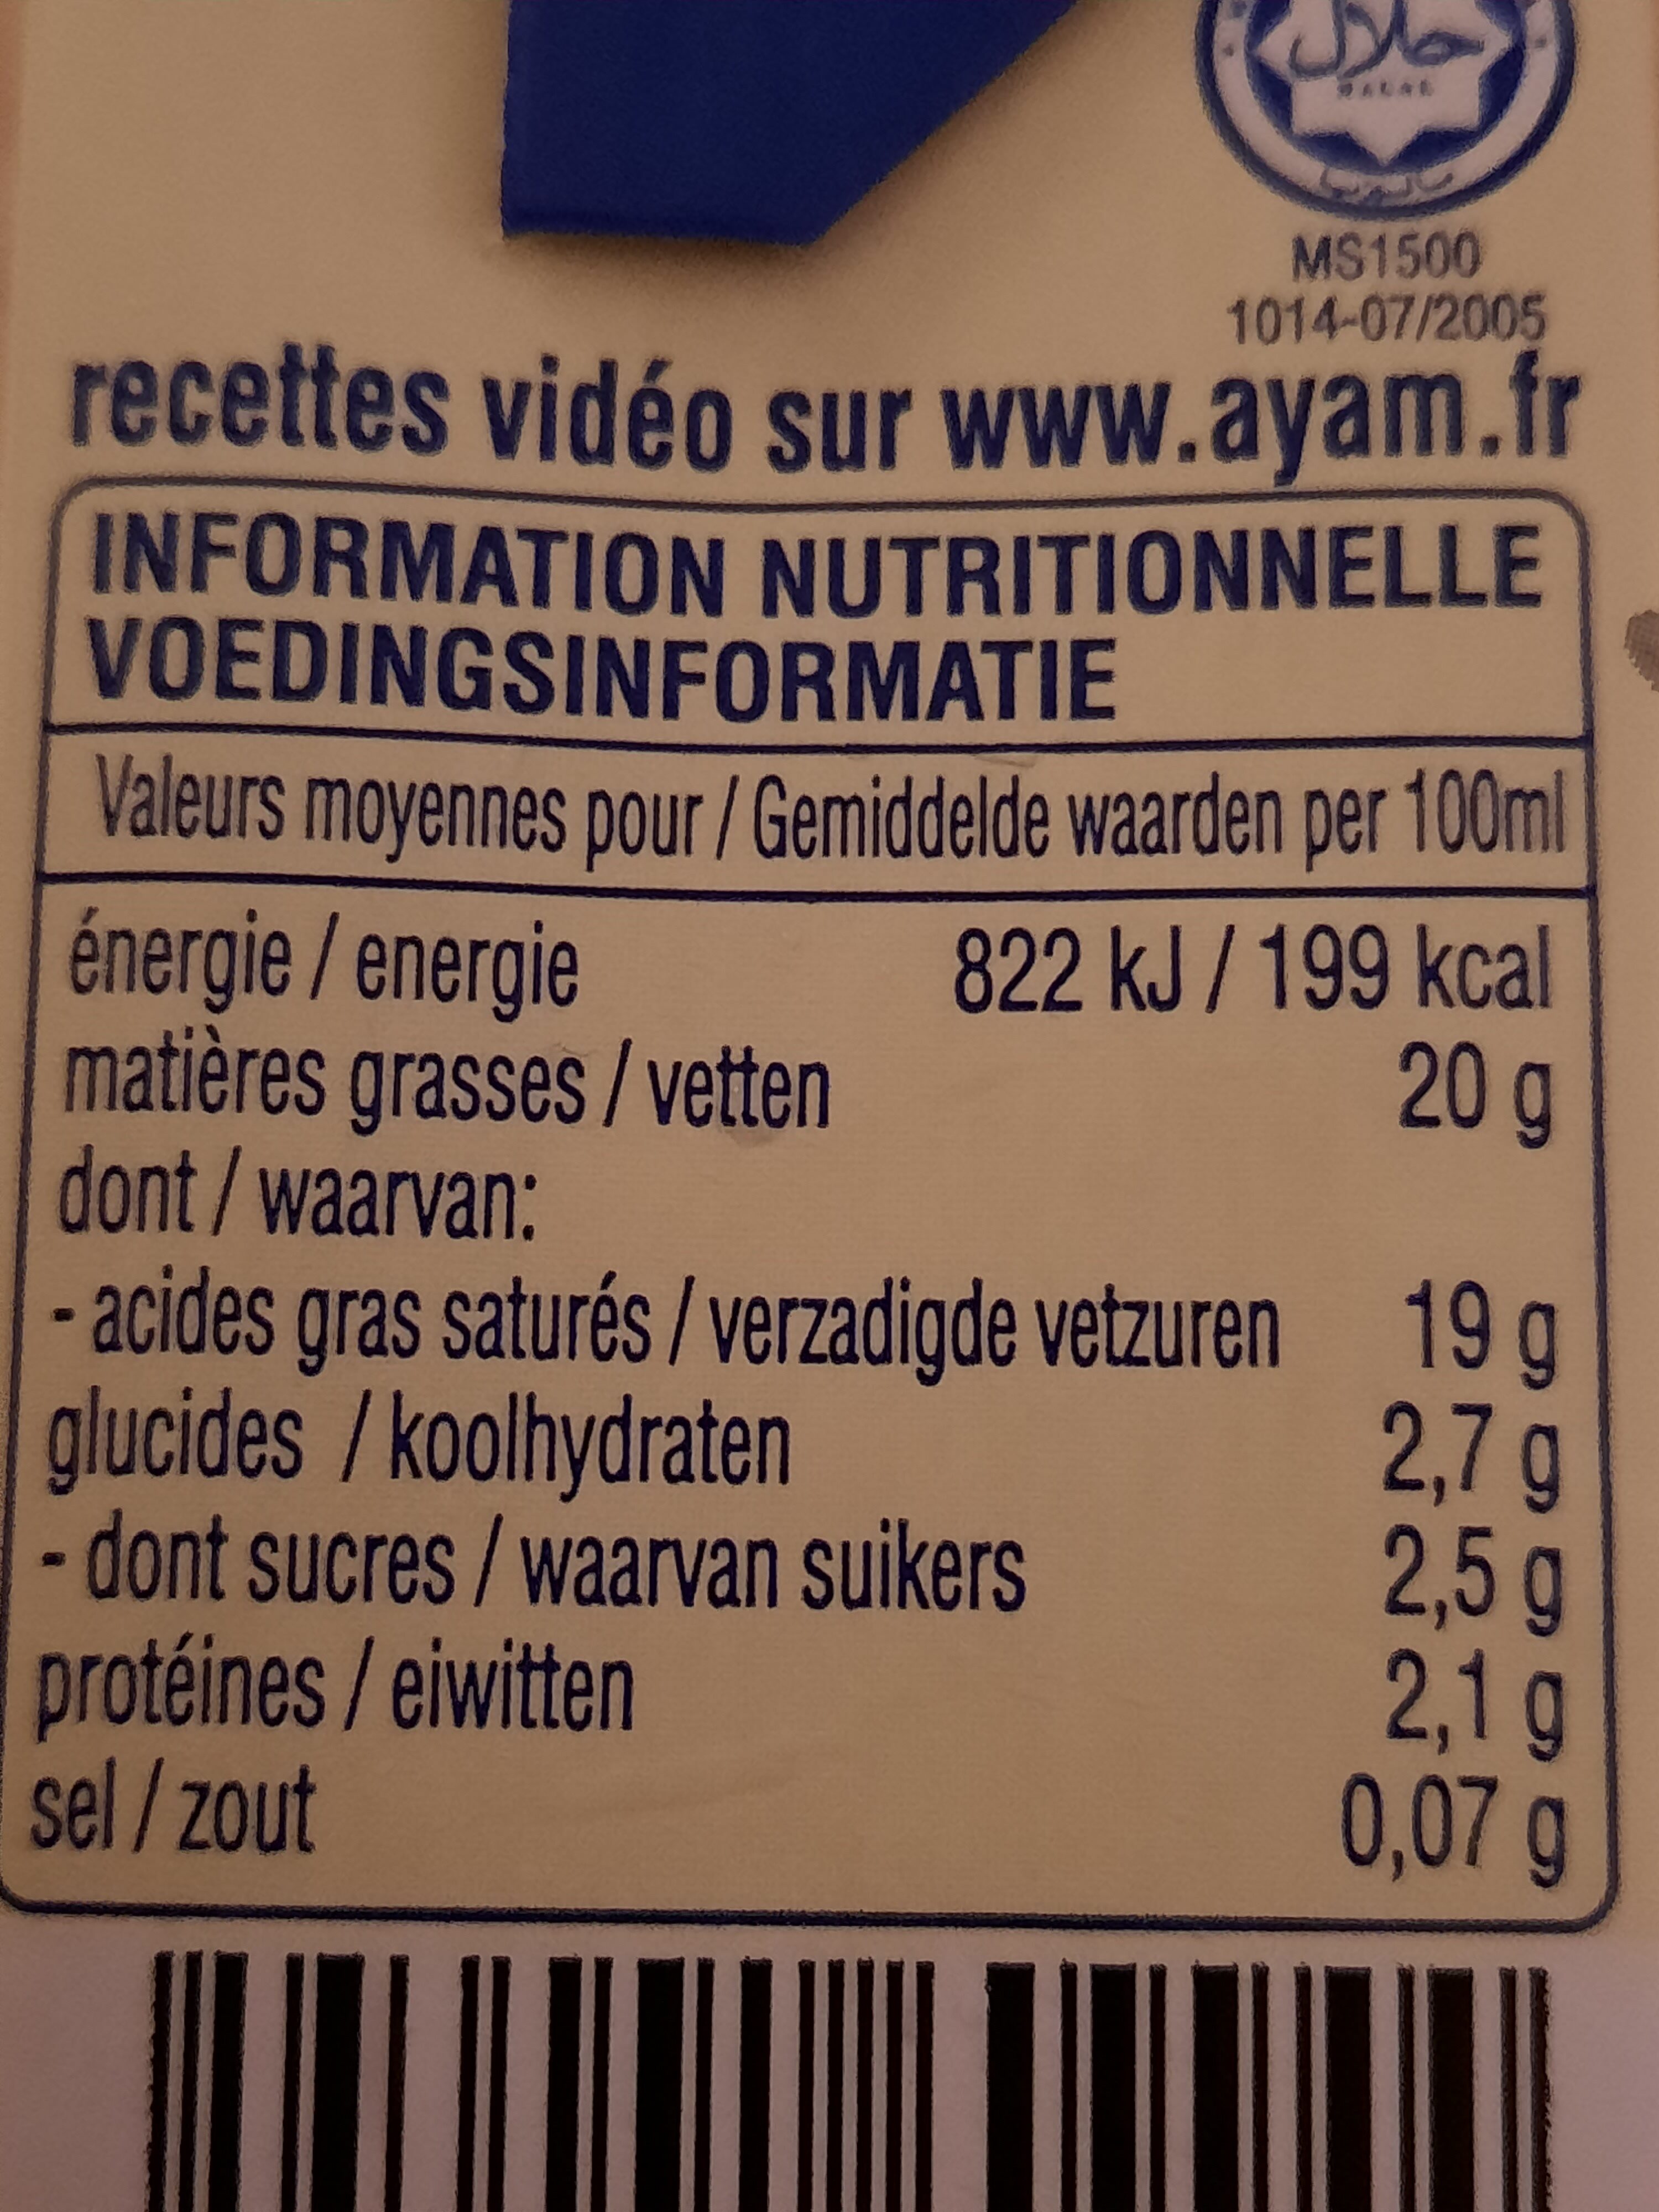 حلال
HALAL
MS1500
1014-07/2005
recettes vidéo sur www.ayam.fr
INFORMATION NUTRITIONNELLE
VOEDINGSINFORMATIE
Valeurs moyennes pour / Gemiddelde waarden per 100ml
énergie / energie 822 kJ / 199 kcal
matières grasses / vetten 20 g
dont / waarvan:
- acides gras saturés / verzadigde vetzuren 19 g
glucides / koolhydraten 2,7 g
- dont sucres / waarvan suikers 2,5 g
protéines / eiwitten 2,1 g
sel / zout 0,07 g